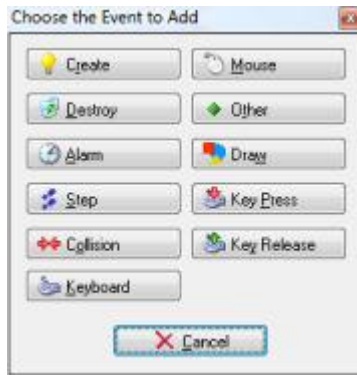 Choose the Event to Add
Create
Mouse
Destroy
Other
Alarm
Draw
Step
Key Press
Collision
Key Release
Keyboard
Cancel